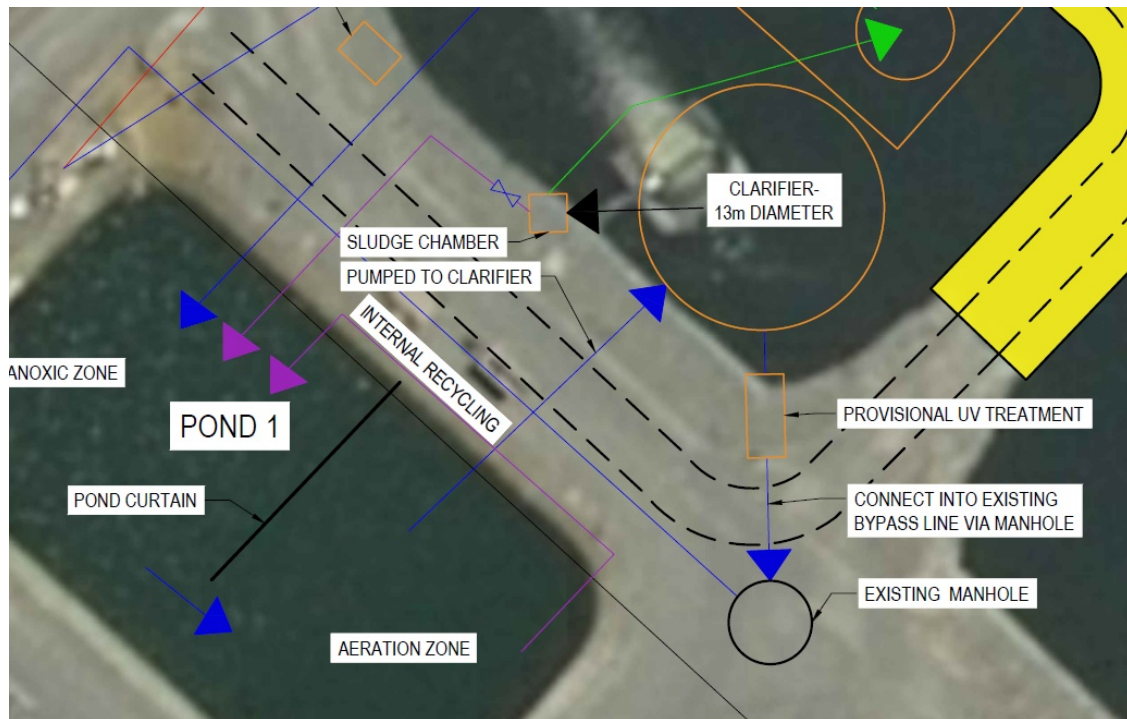 CLARIFIER-
13m DIAMETER
SLUDGE CHAMBER
PUMPED TO CLARIFIER
INTERNAL RECYCLING
ANOXIC ZONE
POND 1
PROVISIONAL UV TREATMENT
POND CURTAIN
CONNECT INTO EXISTING
BYPASS LINE VIA MANHOLE
EXISTING MANHOLE
AERATION ZONE